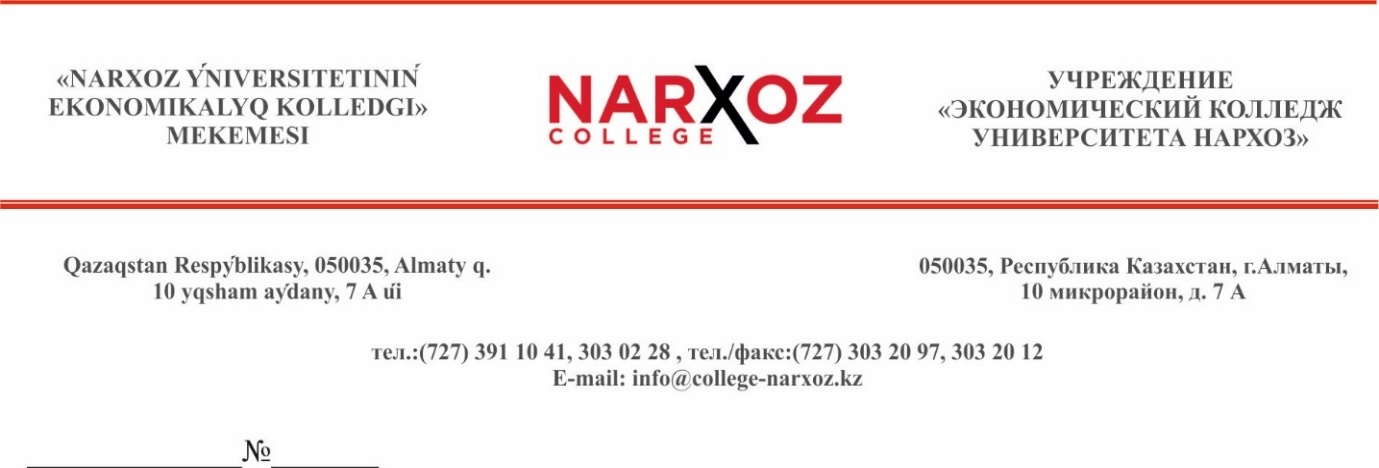 «NARXOZ ÝNIVERSITETINIŃ
EKONOMIKALYQ KOLLEDGI»
MEKEMESI
NARXOZ
COLLEGE
УЧРЕЖДЕНИЕ
«ЭКОНОМИЧЕСКИЙ КОЛЛЕДЖ
УНИВЕРСИТЕТА НАРХОЗ»
Qazaqstan Respýblikasy, 050035, Almaty q.
10 yqsham aýdany, 7 A úi
050035, Республика Казахстан, г.Алматы,
10 микрорайон, д. 7 А
тел.:(727) 391 10 41, 303 02 28 , тел./факс:(727) 303 20 97, 303 20 12
E-mail: info@college-narxoz.kz
№